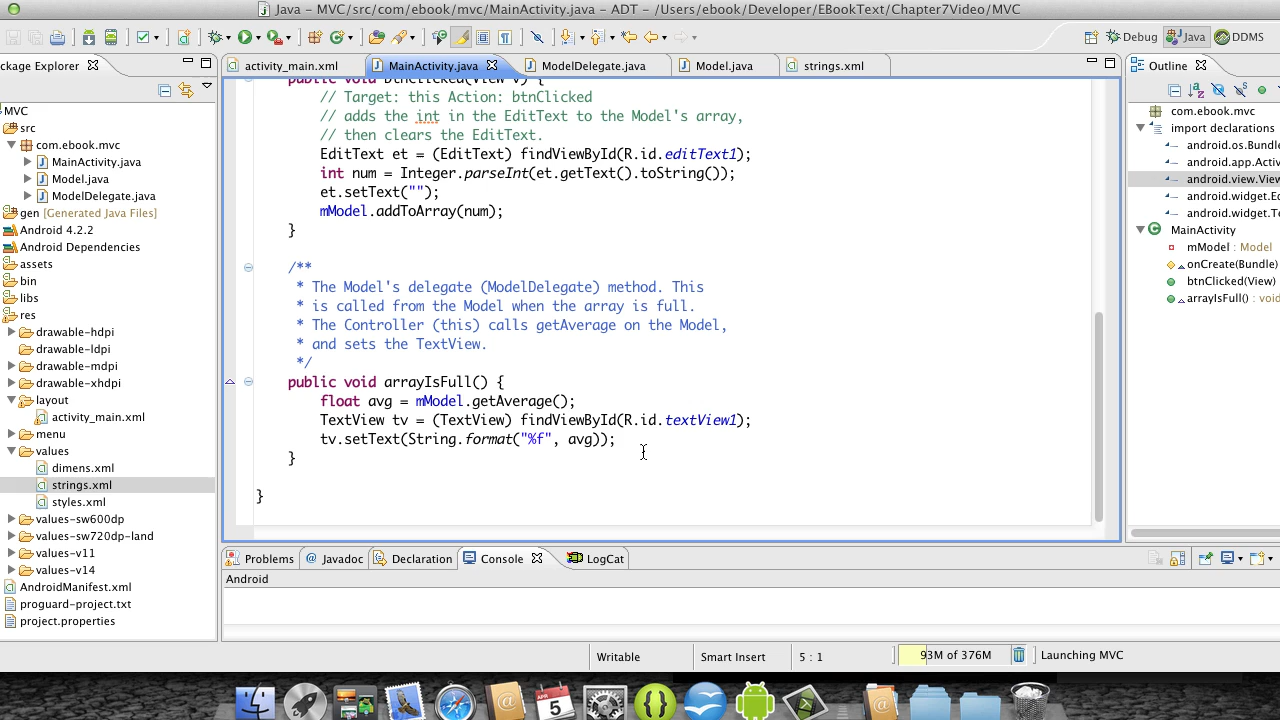 Java – MVC/src/com/ebook/mvc/MainActivity.java – ADT – /Users/ebook/Developer/EBookText/Chapter7Video/MVC
Debug
Java
DDMS
ckage Explorer
activity_main.xml
MainActivity.java
ModelDelegate.java
Model.java
strings.xml
Outline
MVC
src
com.ebook.mvc
MainActivity.java
Model.java
ModelDelegate.java
gen [Generated Java Files]
Android 4.2.2
Android Dependencies
assets
bin
libs
res
drawable-hdpi
drawable-ldpi
drawable-mdpi
drawable-xhdpi
layout
activity_main.xml
menu
values
dimens.xml
strings.xml
styles.xml
values-sw600dp
values-sw720dp-land
values-v11
values-v14
AndroidManifest.xml
proguard-project.txt
project.properties
public void btnClicked(View v) {
// Target: this Action: btnClicked
// adds the int in the EditText to the Model's array,
// then clears the EditText.
EditText et = (EditText) findViewById(R.id.editText1);
int num = Integer.parseInt(et.getText().toString());
et.setText("");
mModel.addToArray(num);
}
/**
* The Model's delegate (ModelDelegate) method. This
* is called from the Model when the array is full.
* The Controller (this) calls getAverage on the Model,
* and sets the TextView.
*/
public void arrayIsFull() {
float avg = mModel.getAverage();
TextView tv = (TextView) findViewById(R.id.textView1);
tv.setText(String.format("%f", avg));
}
}
com.ebook.mvc
import declarations
android.os.Bundle
android.app.Activ
android.view.View
android.widget.Ed
android.widget.Te
MainActivity
mModel : Model
onCreate(Bundle)
btnClicked(View)
arrayIsFull() : void
Problems
@ Javadoc
Declaration
Console
LogCat
Android
Writable
Smart Insert
5 : 1
93M of 376M
Launching MVC
APR
5